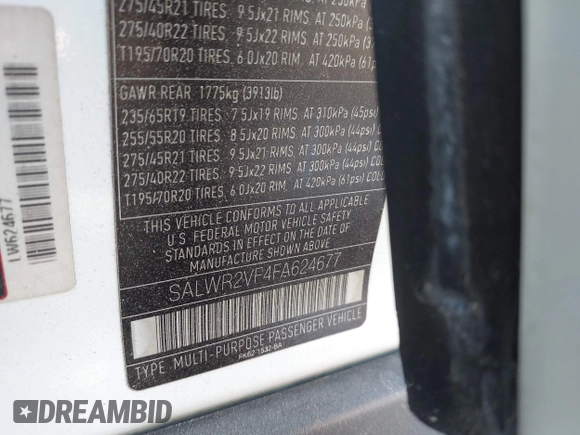 275/45R21 TIRES: 9.5Jx21 RIMS. AT 250kPa
275/40R22 TIRES: 9.5Jx22 RIMS. AT 250kPa
T195/70R20 TIRES: 6.0Jx20 RIM. AT 420kPa (61p
GAWR REAR 1775kg (3913lb)
235/65R19 TIRES: 7.5Jx19 RIMS. AT 310kPa (45psi)
255/55R20 TIRES: 8.5Jx20 RIMS. AT 300kPa (44psi)
275/45R21 TIRES: 9.5Jx21 RIMS. AT 300kPa (44psi) COL
275/40R22 TIRES: 9.5Jx22 RIMS. AT 300kPa (44psi) COL
T195/70R20 TIRES: 6.0Jx20 RIM. AT 420kPa (61psi) COL
THIS VEHICLE CONFORMS TO ALL APPLICABLE
U.S. FEDERAL MOTOR VEHICLE SAFETY
STANDARDS IN EFFECT ON THE DATE OF
MANUFACTURE SHOWN ABOVE.
SALWR2VF4FA624677
TYPE: MULTI-PURPOSE PASSENGER VEHICLE
LW624677
DREAMBID